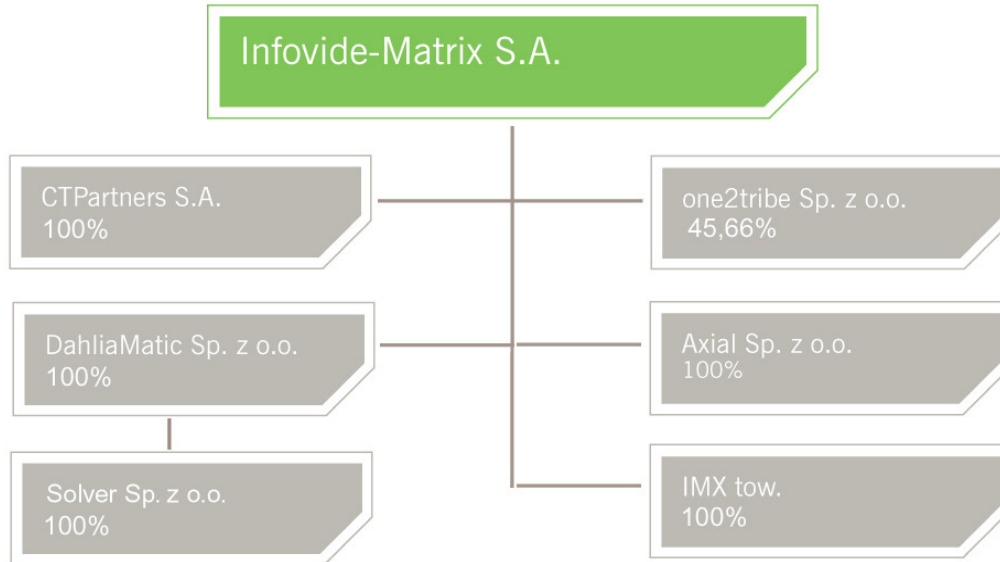 Infovide-Matrix S.A.
CTPartners S.A.
100%
one2tribe Sp. z o.o.
45,66%
DahliaMatic Sp. z o.o.
100%
Axial Sp. z o.o.
100%
Solver Sp. z o.o.
100%
IMX tow.
100%